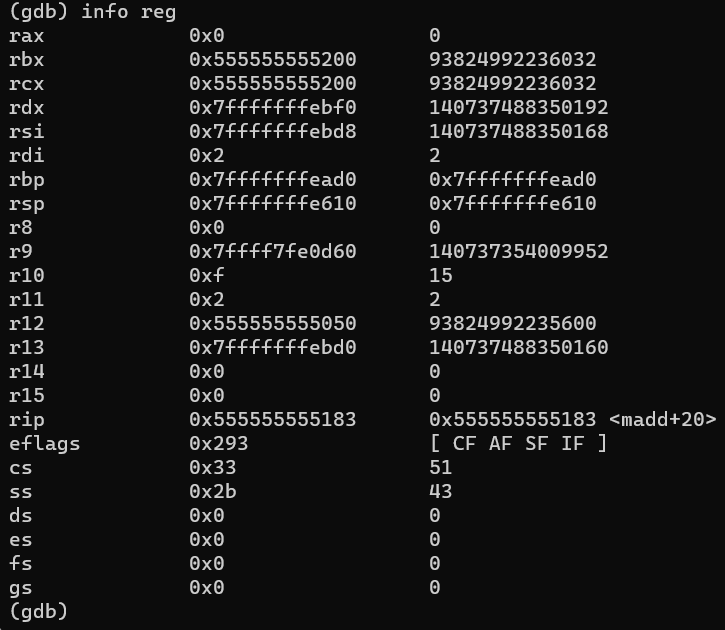 (gdb) info reg
rax 0x0 0
rbx 0x555555555200 93824992236032
rcx 0x555555555200 93824992236032
rdx 0x7fffffffebf0 140737488350192
rsi 0x7fffffffebd8 140737488350168
rdi 0x2 2
rbp 0x7fffffffead0 0x7fffffffead0
rsp 0x7fffffffe610 0x7fffffffe610
r8 0x0 0
r9 0x7ffff7fe0d60 140737354009952
r10 0xf 15
r11 0x2 2
r12 0x555555555050 93824992235600
r13 0x7fffffffebd0 140737488350160
r14 0x0 0
r15 0x0 0
rip 0x555555555183 0x555555555183 <madd+20>
eflags 0x293 [ CF AF SF IF ]
cs 0x33 51
ss 0x2b 43
ds 0x0 0
es 0x0 0
fs 0x0 0
gs 0x0 0
(gdb)